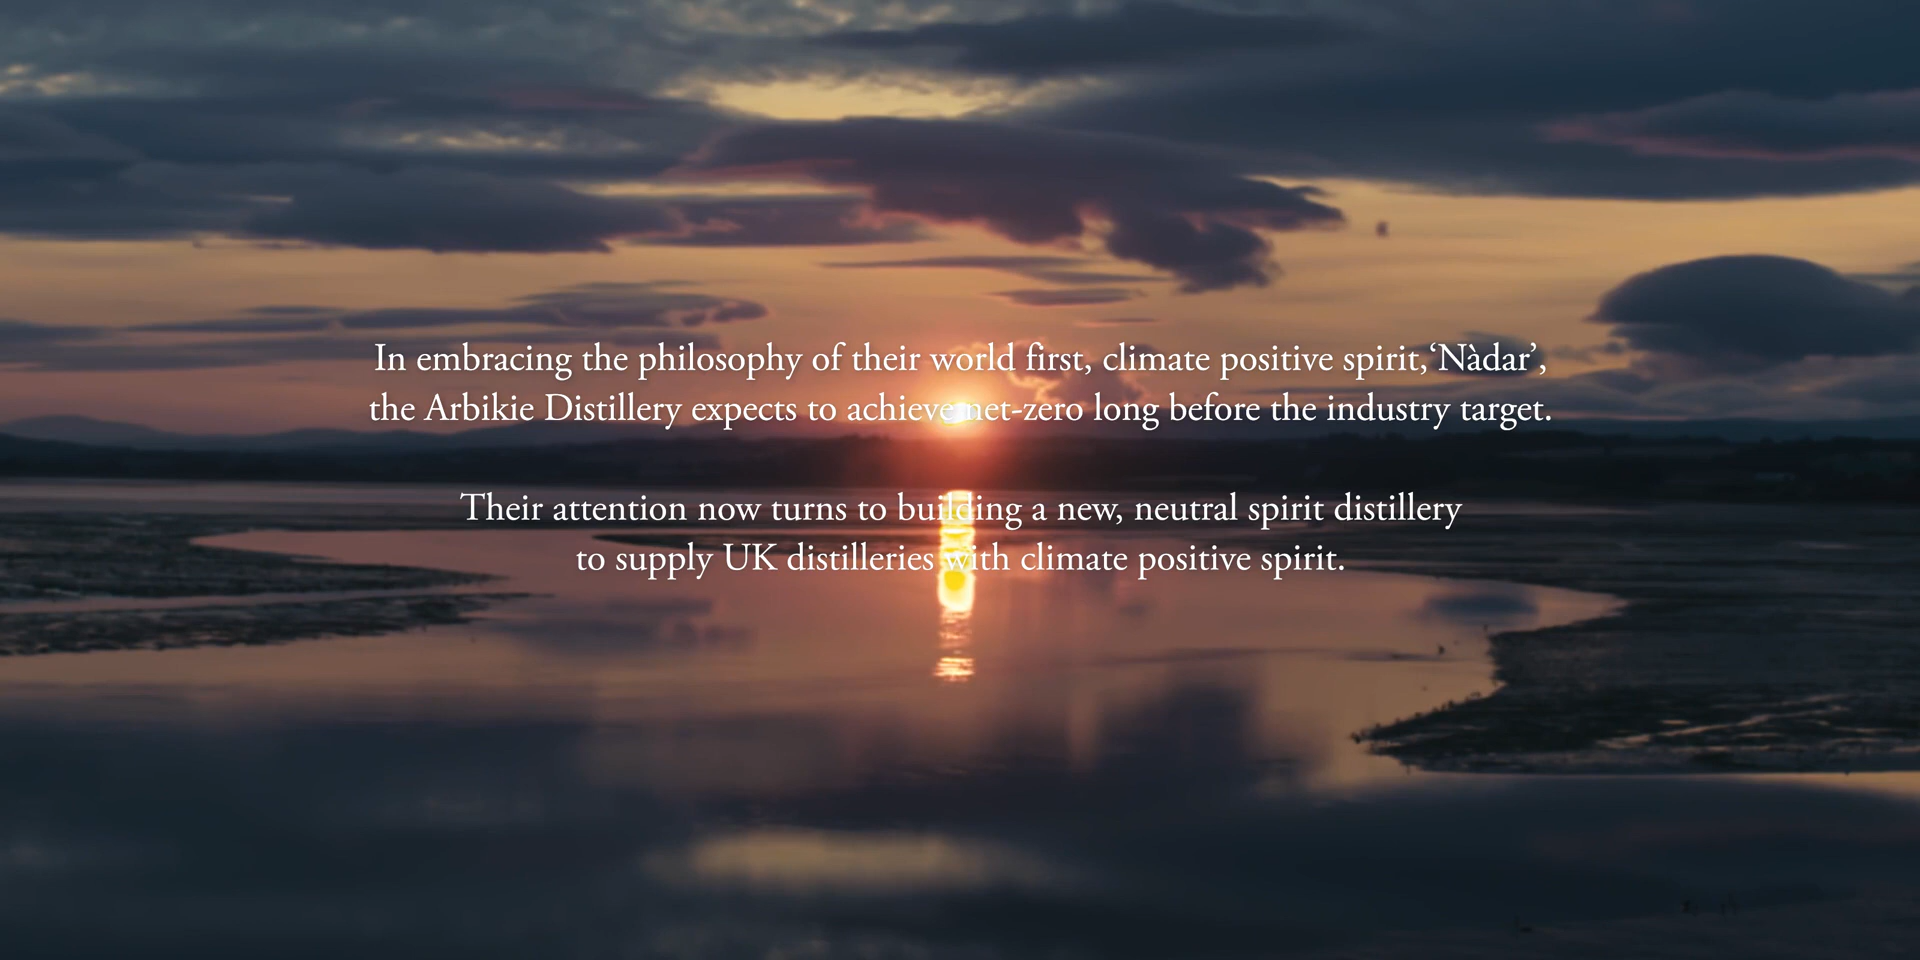 In embracing the philosophy of their world first, climate positive spirit,‘Nàdar’,
the Arbikie Distillery expects to achieve net-zero long before the industry target.
Their attention now turns to building a new, neutral spirit distillery
to supply UK distilleries with climate positive spirit.